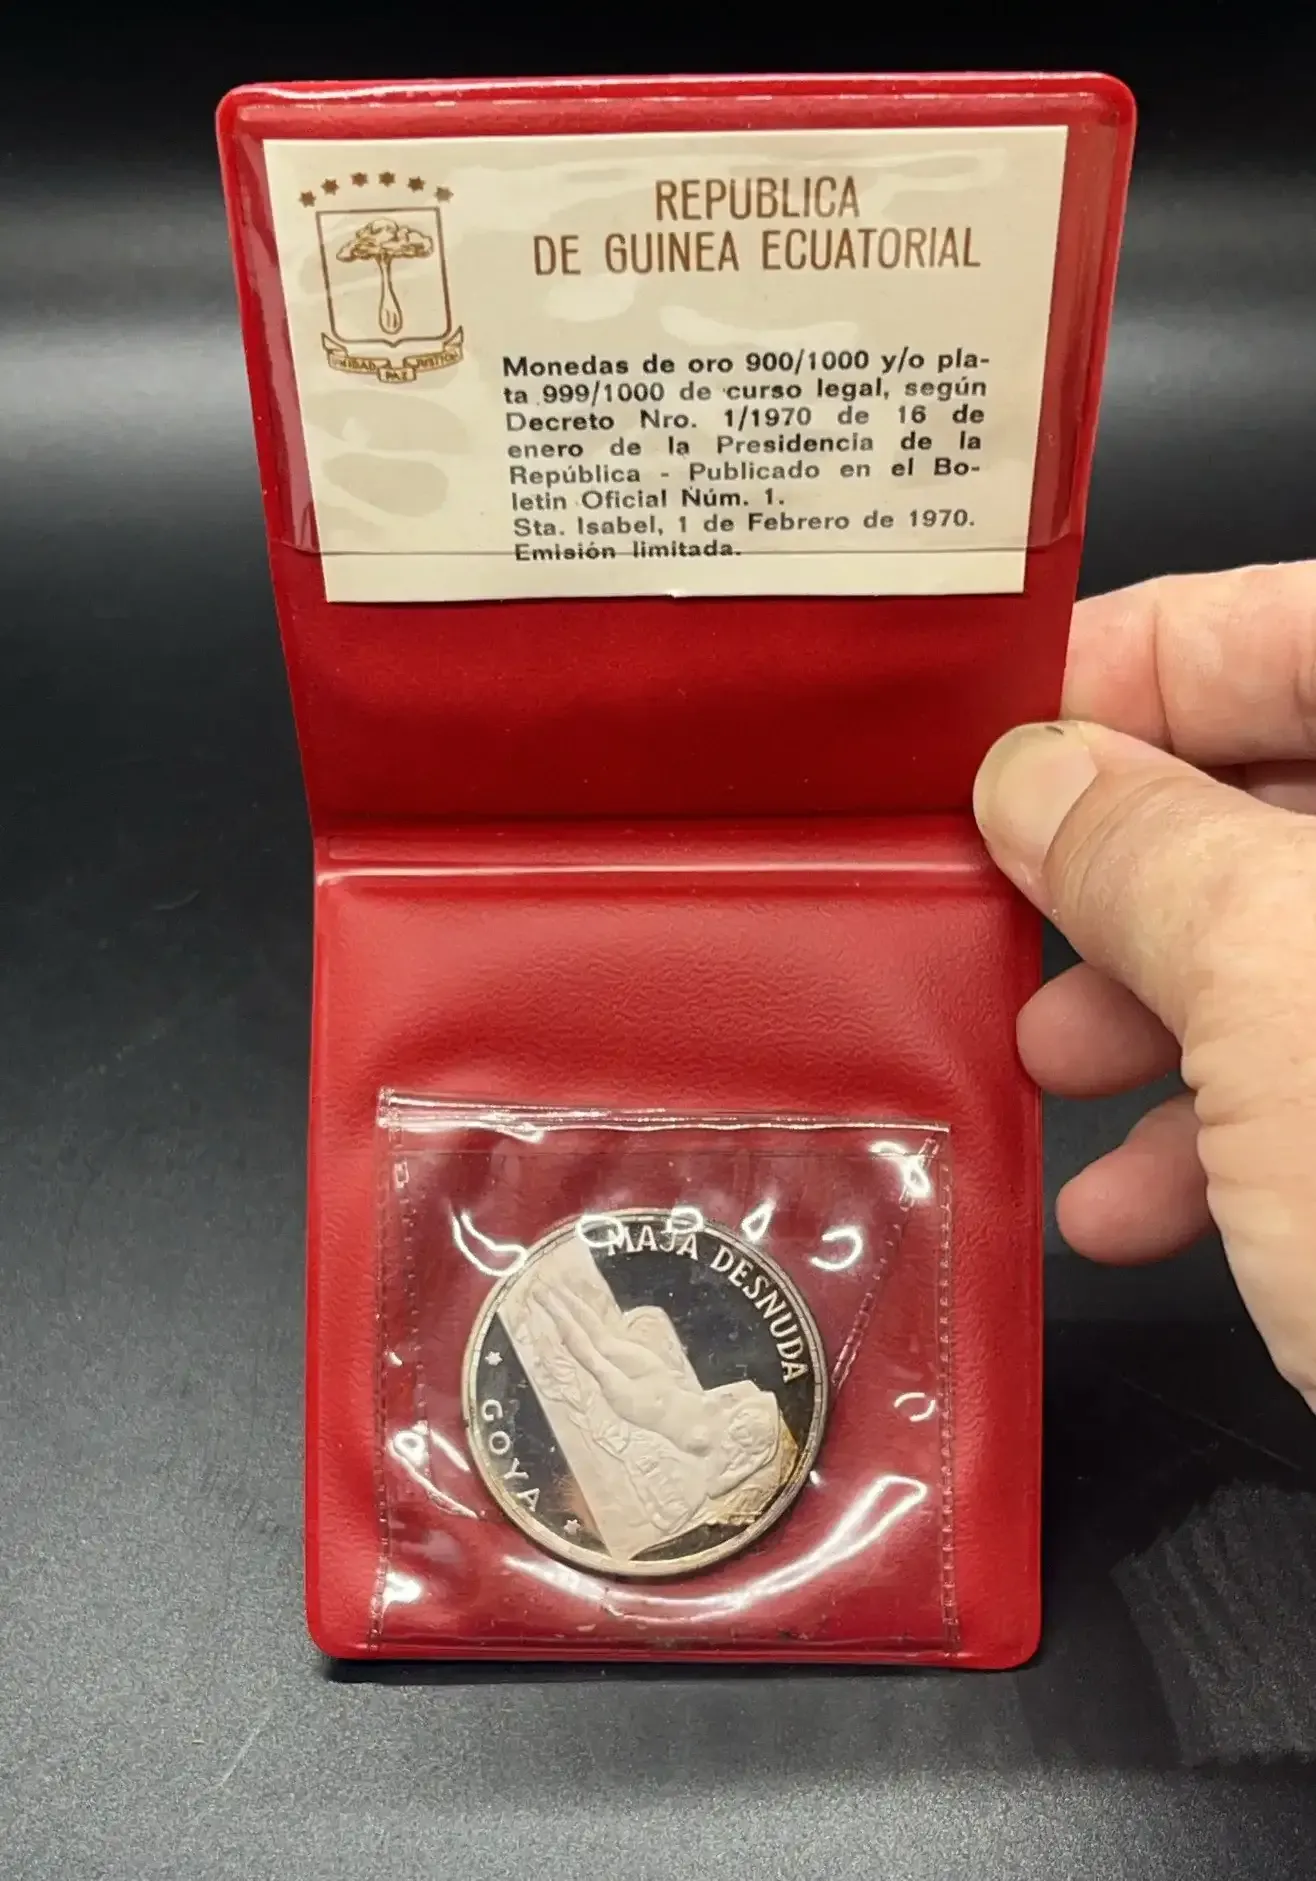 REPUBLICA
DE GUINEA ECUATORIAL
UNIDAD PAZ JUSTICIA
Monedas de oro 900/1000 y/o pla-
ta 999/1000 de curso legal, según
Decreto Nro. 1/1970 de 16 de
enero de la Presidencia de la
República - Publicado en el Bo-
letin Oficial Núm. 1.
Sta. Isabel, 1 de Febrero de 1970.
Emisión limitada.
MAJA DESNUDA
GOYA